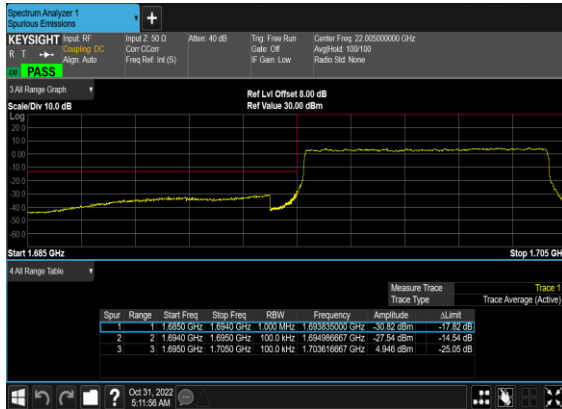 Spectrum Analyzer 1
Spurious Emissions
+
KEYSIGHT Input: RF Input Z: 50 Ω Atten: 40 dB Trig: Free Run Center Freq: 22.005000000 GHz
R T Coupling: DC Corr CCorr Gate: Off Avg|Hold: 100/100
Align: Auto Freq Ref: Int (S) IF Gain: Low Radio Std: None
LW PASS
3 All Range Graph Ref Lvl Offset 8.00 dB
Scale/Div 10.0 dB Ref Value 30.00 dBm
Log
20.0
10.0
0.00
-10.0
-20.0
-30.0
-40.0
-50.0
-60.0
Start 1.685 GHz Stop 1.705 GH
4 All Range Table
Measure Trace Trace 1
Trace Type Trace Average (Active)
Spur Range Start Freq Stop Freq RBW Frequency Amplitude ΔLimit
1 1 1.6850 GHz 1.6940 GHz 1.000 MHz 1.693835000 GHz -30.82 dBm -17.82 dB
2 2 1.6940 GHz 1.6950 GHz 100.0 kHz 1.694986667 GHz -27.54 dBm -14.54 dB
3 3 1.6950 GHz 1.7050 GHz 100.0 kHz 1.703616667 GHz 4.946 dBm -25.05 dB
? Oct 31, 2022
5:11:56 AM